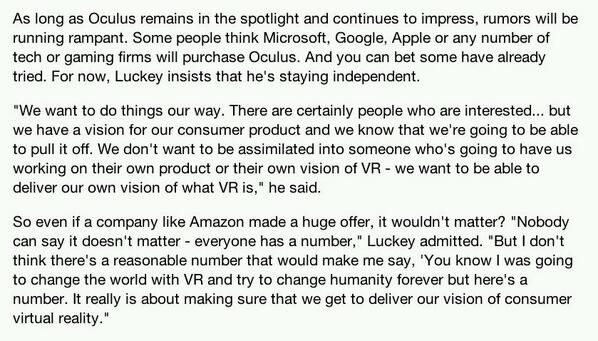 As long as Oculus remains in the spotlight and continues to impress, rumors will be
running rampant. Some people think Microsoft, Google, Apple or any number of
tech or gaming firms will purchase Oculus. And you can bet some have already
tried. For now, Luckey insists that he's staying independent.
"We want to do things our way. There are certainly people who are interested... but
we have a vision for our consumer product and we know that we're going to be able
to pull it off. We don't want to be assimilated into someone who's going to have us
working on their own product or their own vision of VR - we want to be able to
deliver our own vision of what VR is," he said.
So even if a company like Amazon made a huge offer, it wouldn't matter? "Nobody
can say it doesn't matter - everyone has a number," Luckey admitted. "But I don't
think there's a reasonable number that would make me say, 'You know I was going
to change the world with VR and try to change humanity forever but here's a
number. It really is about making sure that we get to deliver our vision of consumer
virtual reality."